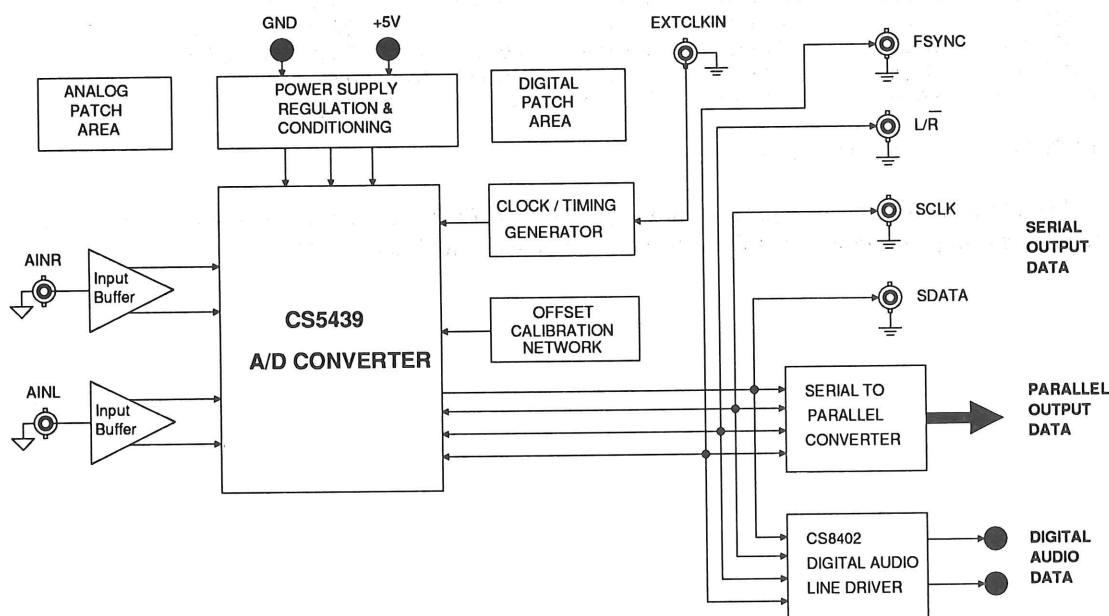 GND
+5V
EXTCLKIN
FSYNC
ANALOG
PATCH
AREA
POWER SUPPLY
REGULATION &
CONDITIONING
DIGITAL
PATCH
AREA
L/R̅
CLOCK / TIMING
GENERATOR
SCLK
SERIAL
OUTPUT
DATA
AINR
Input
Buffer
SDATA
CS5439
A/D CONVERTER
OFFSET
CALIBRATION
NETWORK
AINL
Input
Buffer
SERIAL TO
PARALLEL
CONVERTER
PARALLEL
OUTPUT
DATA
CS8402
DIGITAL AUDIO
LINE DRIVER
DIGITAL
AUDIO
DATA